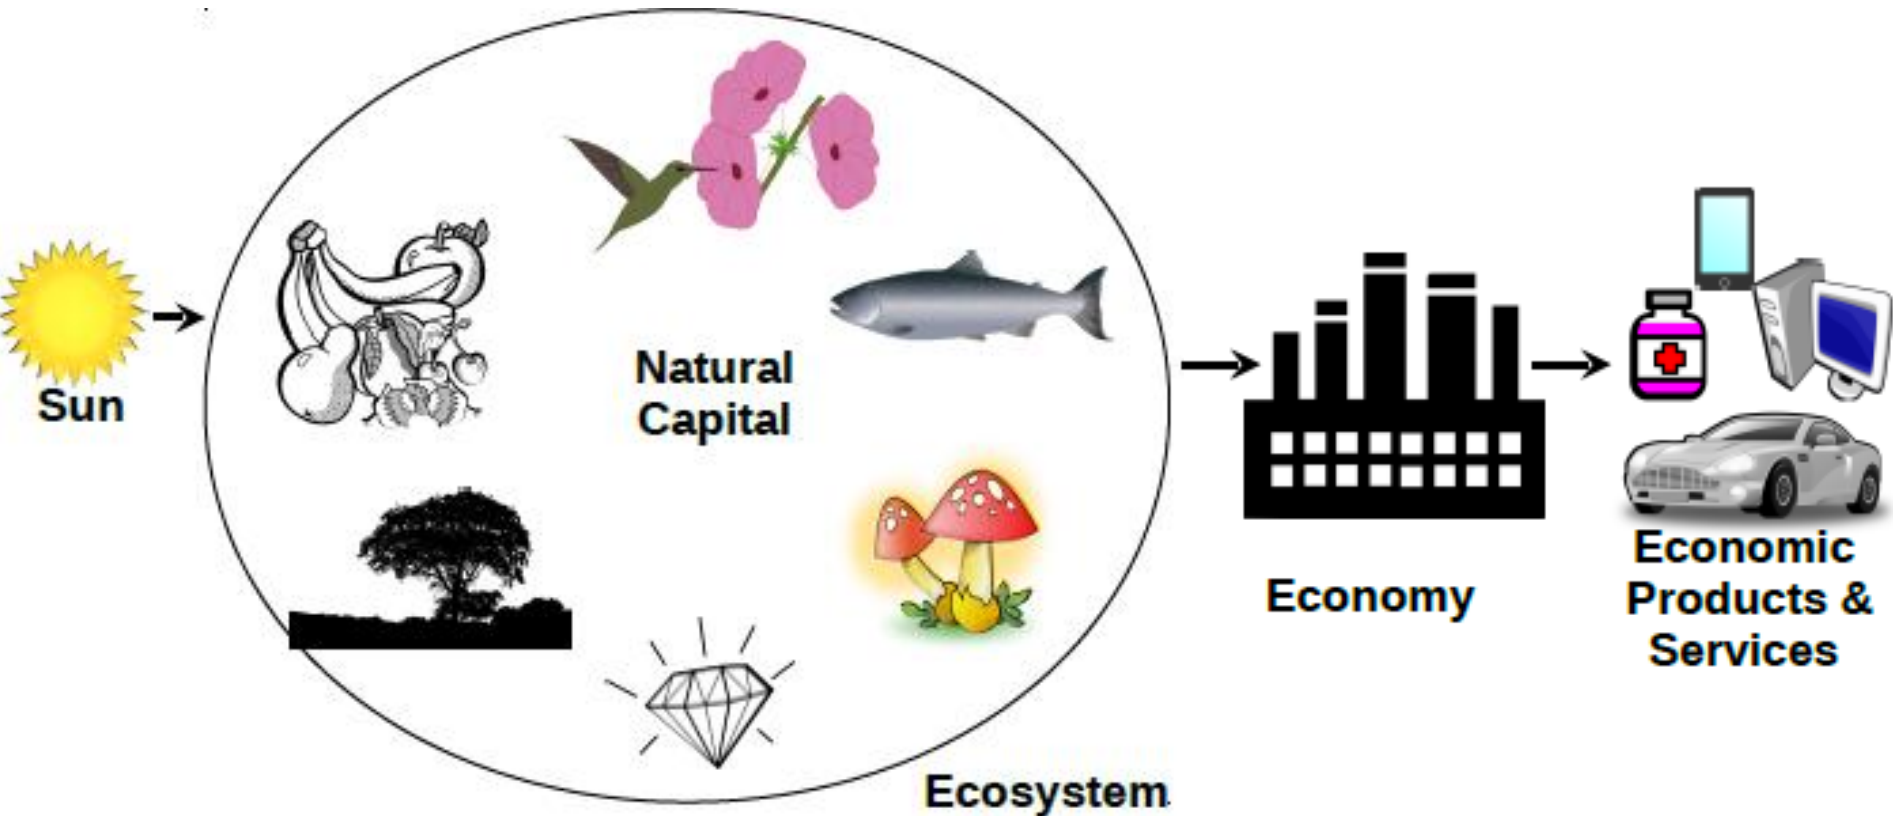 Sun
Natural
Capital
Ecosystem
Economy
Economic
Products &
Services